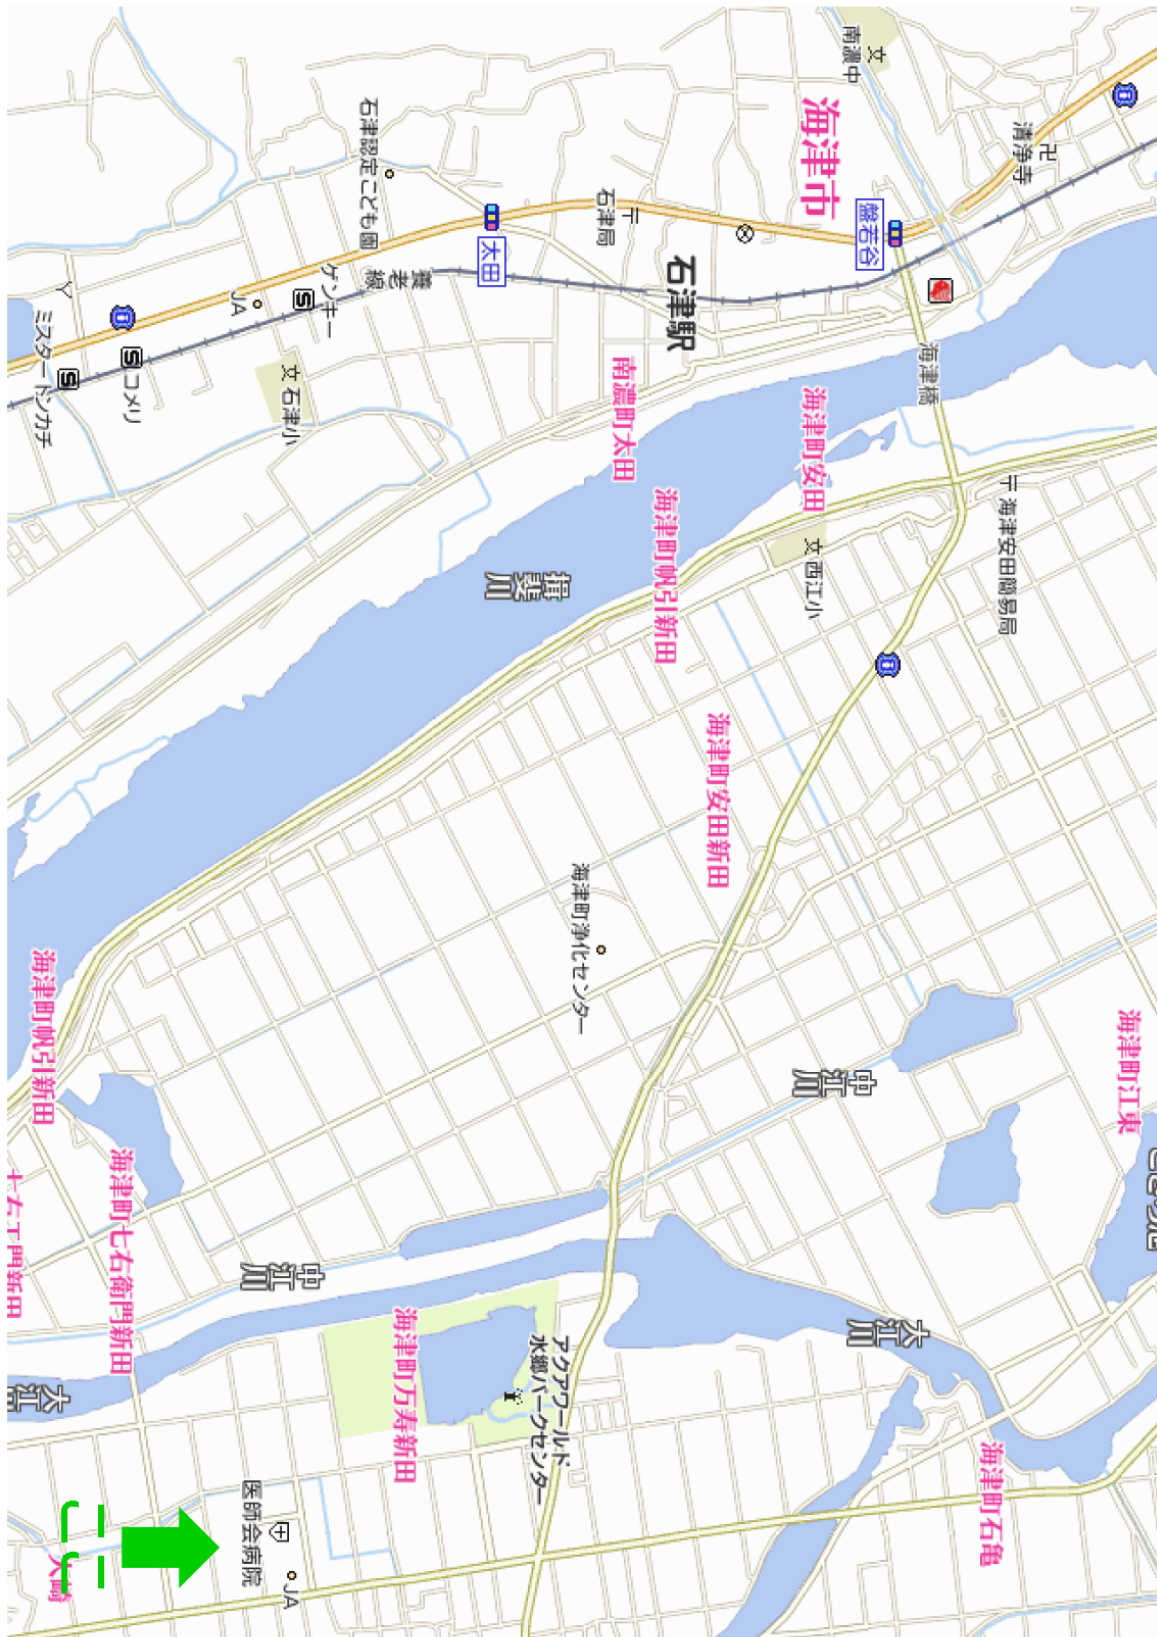 南濃中
清浄寺
海津市
石津認定こども園
石津局
盤若谷
太田
養老線
ゲンキー
JA
石津駅
ミスタートンカチ
コメリ
石津小
南濃町太田
海津町安田
海津橋
海津町帆引新田
海津安田簡易局
西江小
揖斐川
海津町安田新田
海津町浄化センター
海津町帆引新田
海津町江東
中江川
海津町七右衛門新田
中江川
海津町万寿新田
アクアワールド
水郷パークセンター
大江川
海津町石亀
医師会病院
JA